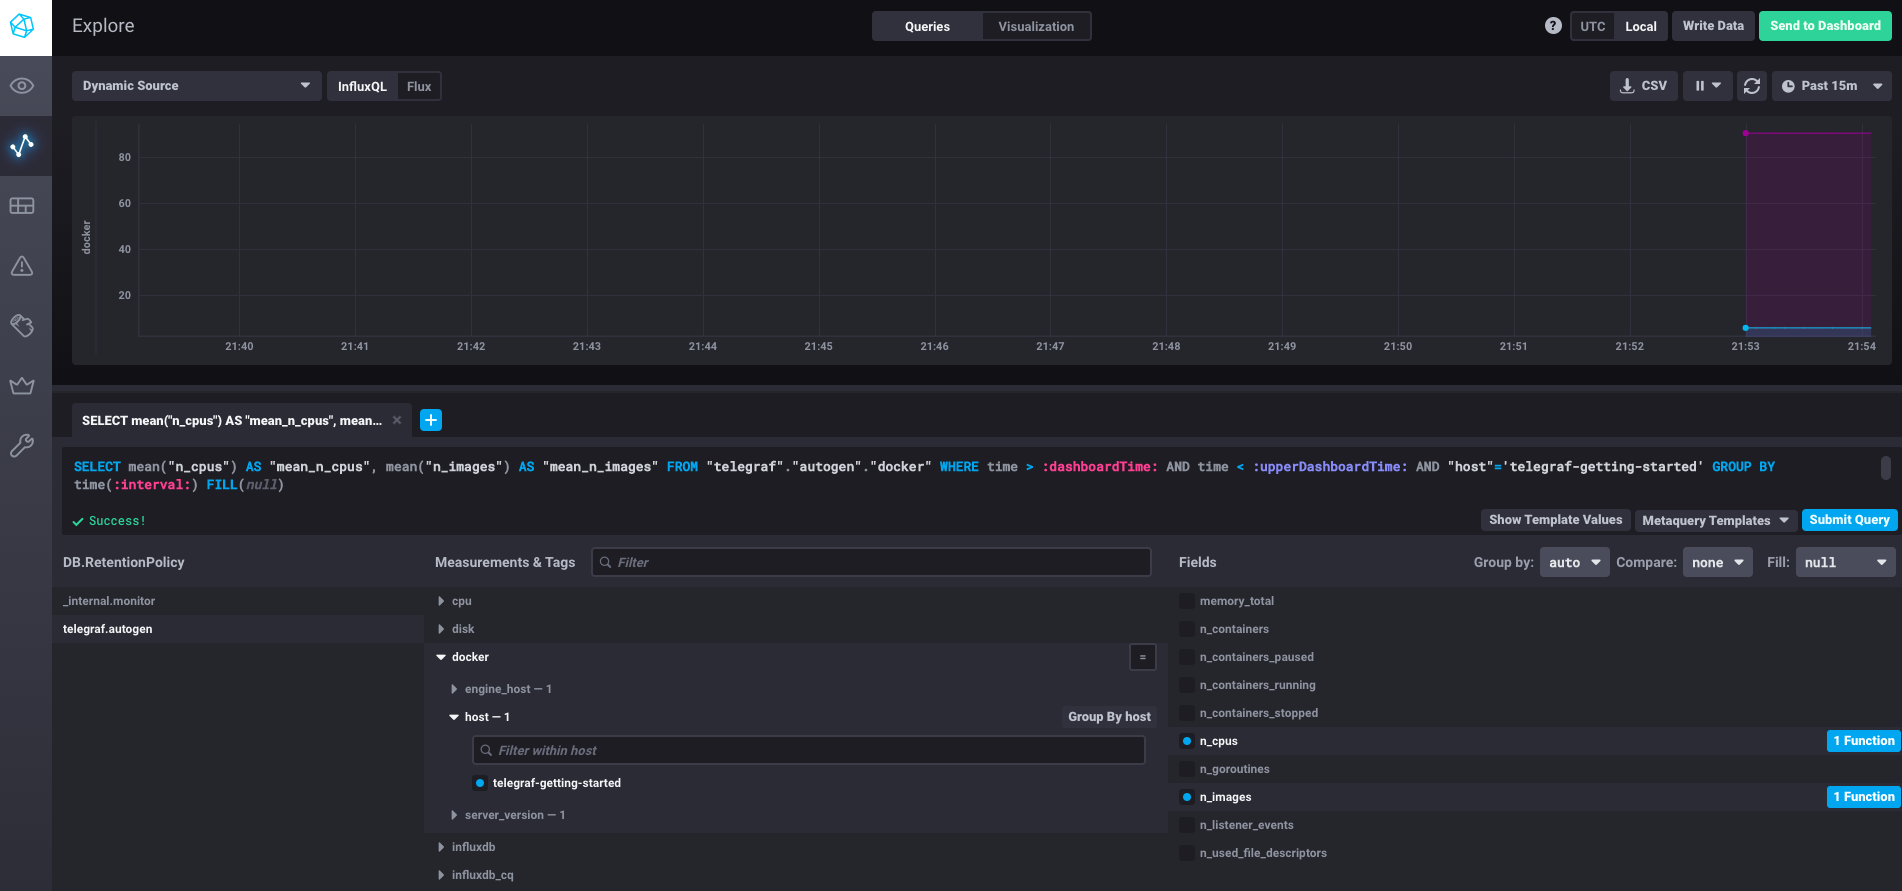 Explore
Queries
Visualization
?
UTC
Local
Write Data
Send to Dashboard
Dynamic Source
InfluxQL
Flux
CSV
Past 15m
docker
80
60
40
20
21:40
21:41
21:42
21:43
21:44
21:45
21:46
21:47
21:48
21:49
21:50
21:51
21:52
21:53
21:54
SELECT mean("n_cpus") AS "mean_n_cpus", mean...
SELECT mean("n_cpus") AS "mean_n_cpus", mean("n_images") AS "mean_n_images" FROM "telegraf"."autogen"."docker" WHERE time > :dashboardTime: AND time < :upperDashboardTime: AND "host"='telegraf-getting-started' GROUP BY
time(:interval:) FILL(null)
Success!
Show Template Values
Metaquery Templates
Submit Query
DB.RetentionPolicy
_internal.monitor
telegraf.autogen
Measurements & Tags
Filter
cpu
disk
docker
=
engine_host — 1
host — 1
Group By host
Filter within host
telegraf-getting-started
server_version — 1
influxdb
influxdb_cq
Fields
Group by:
auto
Compare:
none
Fill:
null
memory_total
n_containers
n_containers_paused
n_containers_running
n_containers_stopped
n_cpus
1 Function
n_goroutines
n_images
1 Function
n_listener_events
n_used_file_descriptors